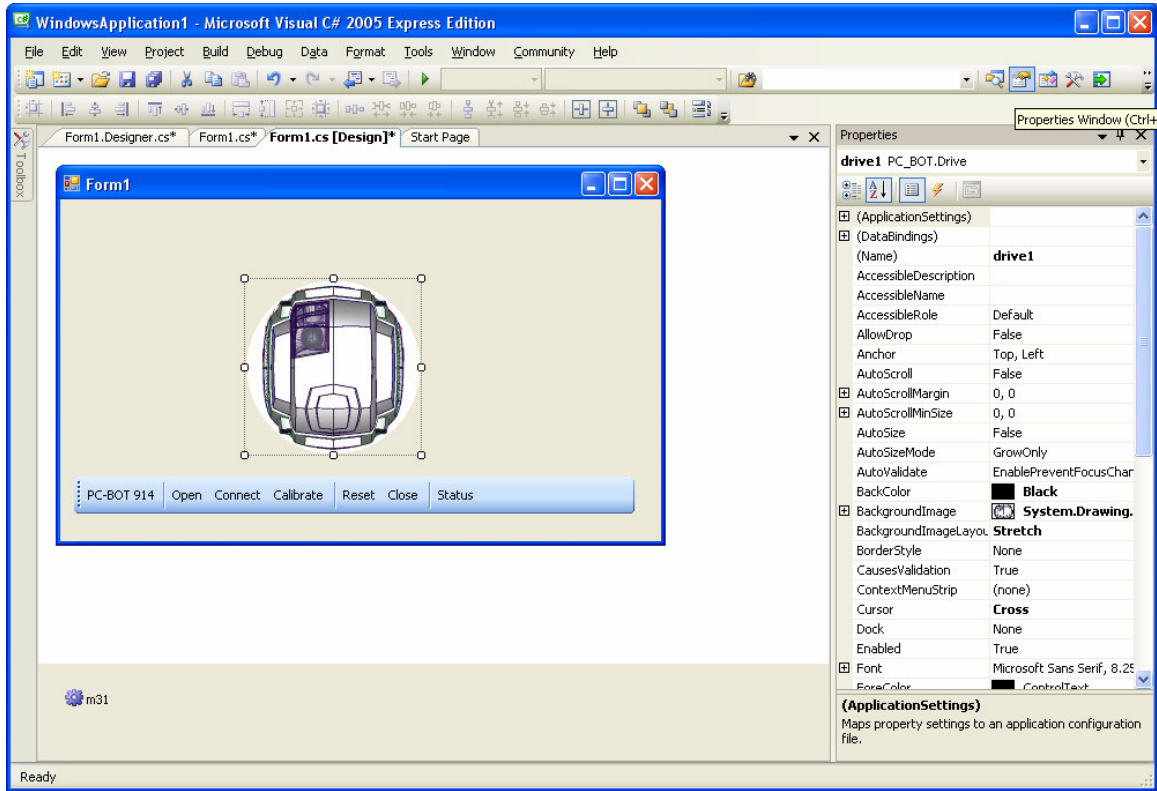 WindowsApplication1 - Microsoft Visual C# 2005 Express Edition
File Edit View Project Build Debug Data Format Tools Window Community Help
Properties Window (Ctrl+
Toolbox
Form1.Designer.cs* Form1.cs* Form1.cs [Design]* Start Page
Form1
PC-BOT 914 Open Connect Calibrate Reset Close Status
m31
Properties
drive1 PC_BOT.Drive
(ApplicationSettings)
(DataBindings)
(Name) drive1
AccessibleDescription
AccessibleName
AccessibleRole Default
AllowDrop False
Anchor Top, Left
AutoScroll False
AutoScrollMargin 0, 0
AutoScrollMinSize 0, 0
AutoSize False
AutoSizeMode GrowOnly
AutoValidate EnablePreventFocusChan
BackColor Black
BackgroundImage System.Drawing.
BackgroundImageLayou Stretch
BorderStyle None
CausesValidation True
ContextMenuStrip (none)
Cursor Cross
Dock None
Enabled True
Font Microsoft Sans Serif, 8.25
ForeColor ControlText
(ApplicationSettings)
Maps property settings to an application configuration
file.
Ready